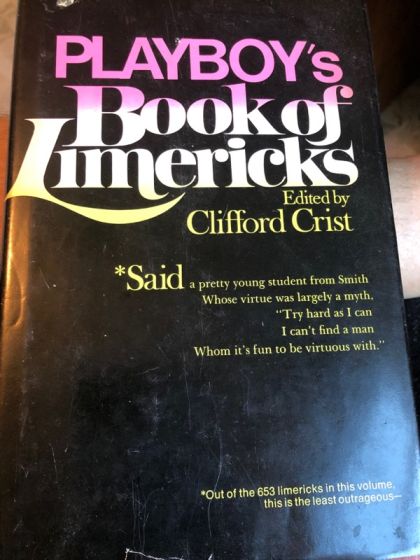 PLAYBOY's
Book of
Limericks
Edited by
Clifford Crist
*Said a pretty young student from Smith
Whose virtue was largely a myth,
"Try hard as I can
I can't find a man
Whom it's fun to be virtuous with."
*Out of the 653 limericks in this volume,
this is the least outrageous—